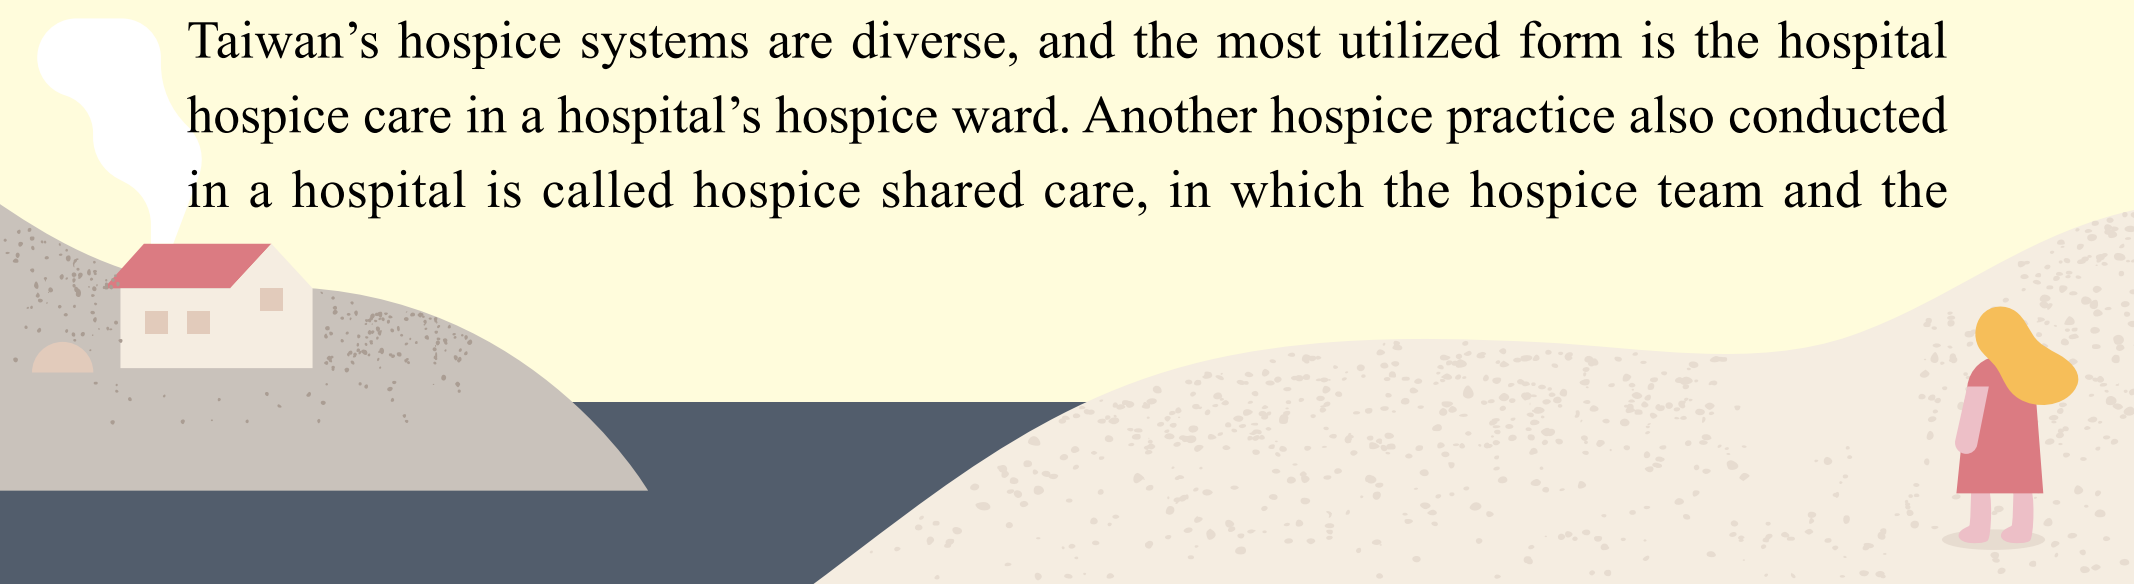 Taiwan’s hospice systems are diverse, and the most utilized form is the hospital
hospice care in a hospital’s hospice ward. Another hospice practice also conducted
in a hospital is called hospice shared care, in which the hospice team and the